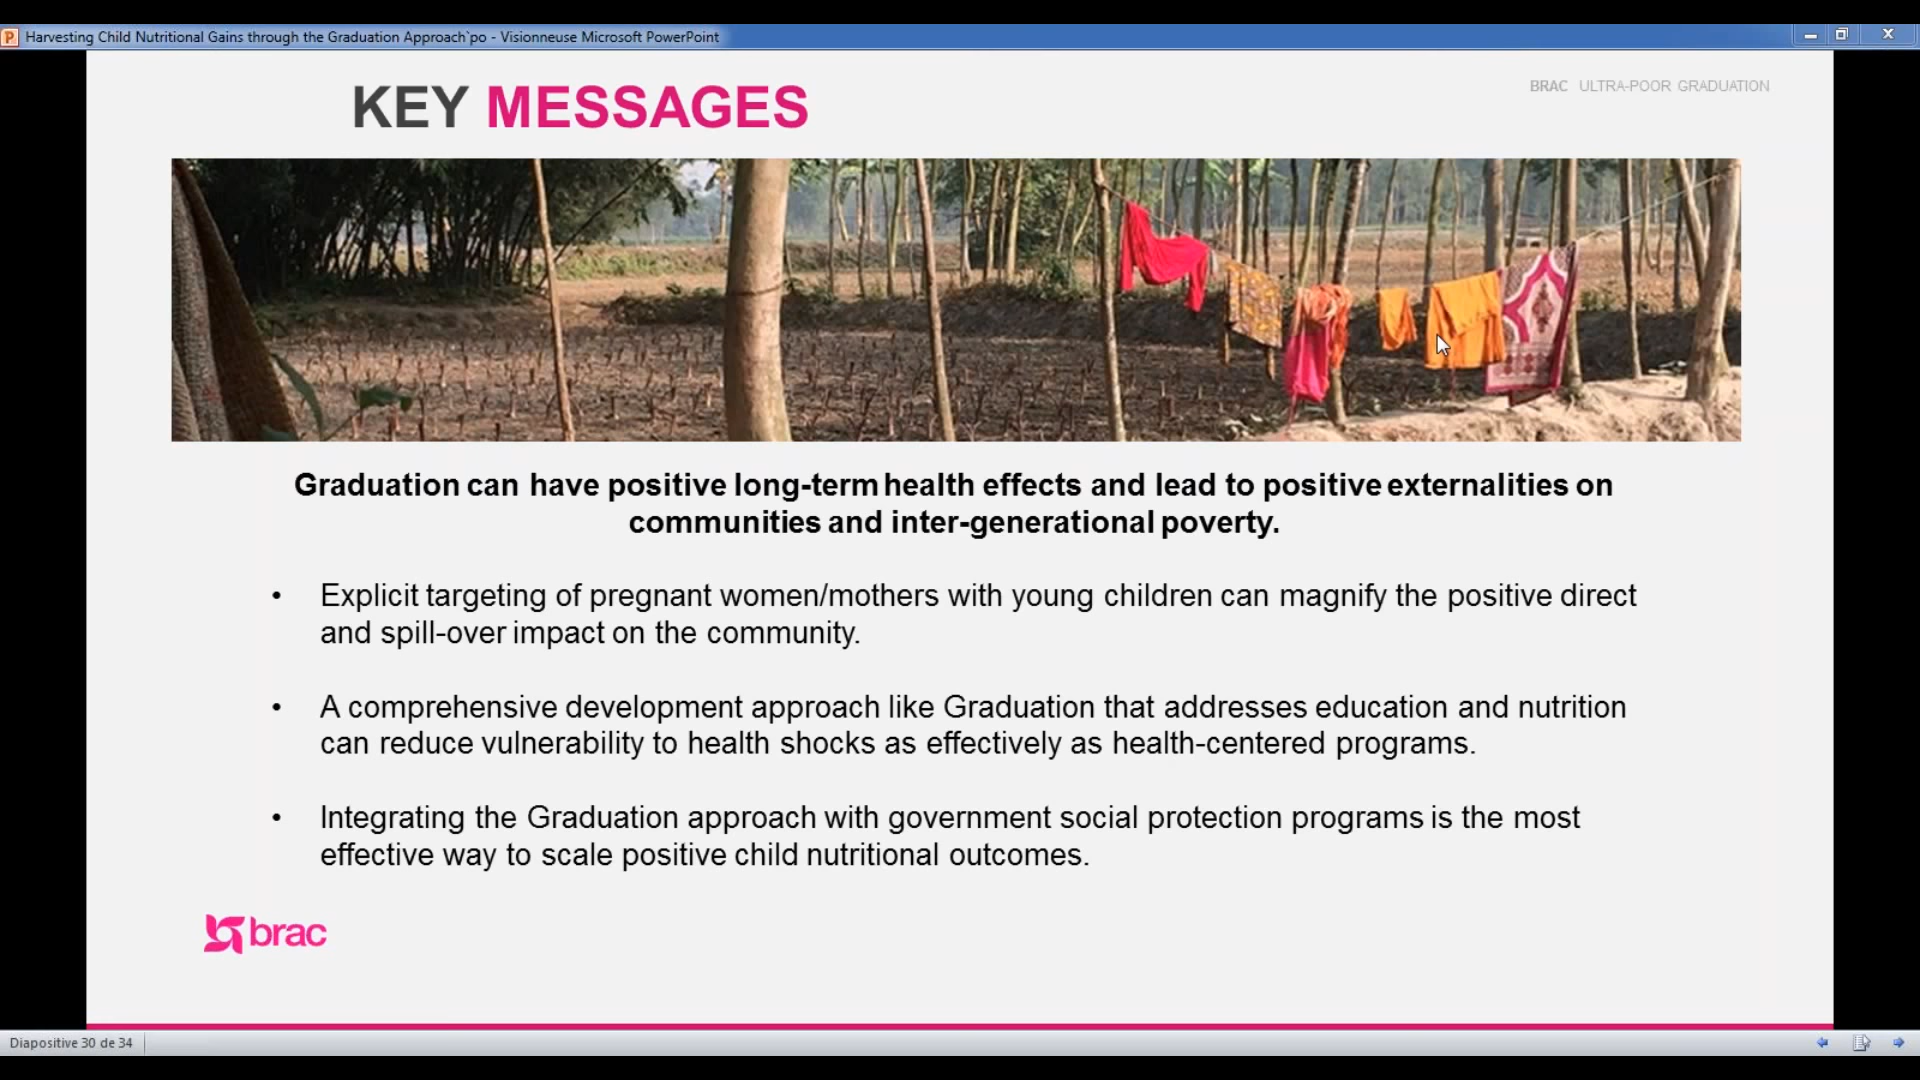 Harvesting Child Nutritional Gains through the Graduation Approach`po - Visionneuse Microsoft PowerPoint
KEY MESSAGES
BRAC ULTRA-POOR GRADUATION
Graduation can have positive long-term health effects and lead to positive externalities on
communities and inter-generational poverty.
• Explicit targeting of pregnant women/mothers with young children can magnify the positive direct
and spill-over impact on the community.
• A comprehensive development approach like Graduation that addresses education and nutrition
can reduce vulnerability to health shocks as effectively as health-centered programs.
• Integrating the Graduation approach with government social protection programs is the most
effective way to scale positive child nutritional outcomes.
brac
Diapositive 30 de 34